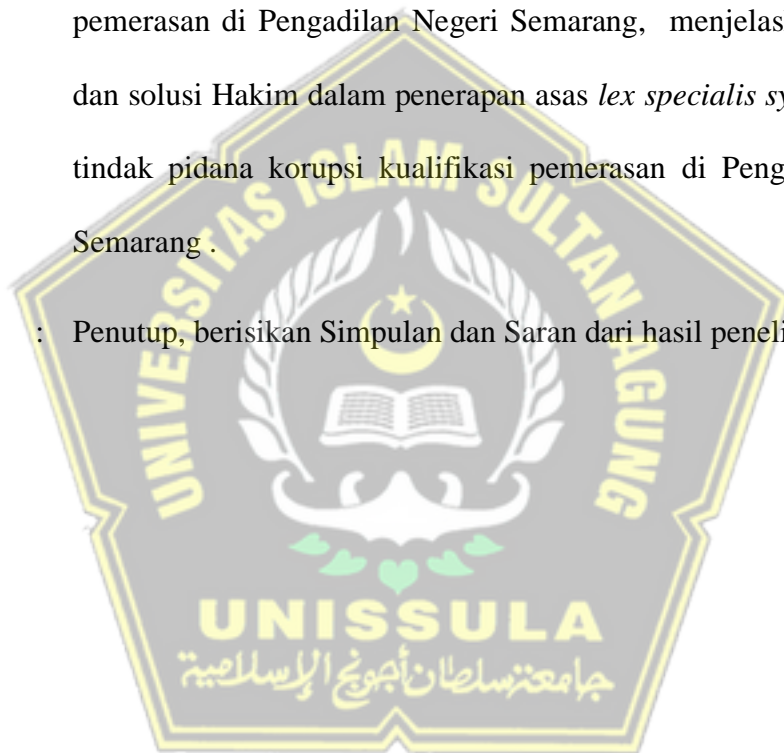 pemerasan di Pengadilan Negeri Semarang, menjelas
dan solusi Hakim dalam penerapan asas lex specialis sy
tindak pidana korupsi kualifikasi pemerasan di Peng
Semarang .
: Penutup, berisikan Simpulan dan Saran dari hasil peneli
UNIVERSITAS ISLAM SULTAN AGUNG
UNISSULA
جامعتنسلطان أجونج الإسلامية